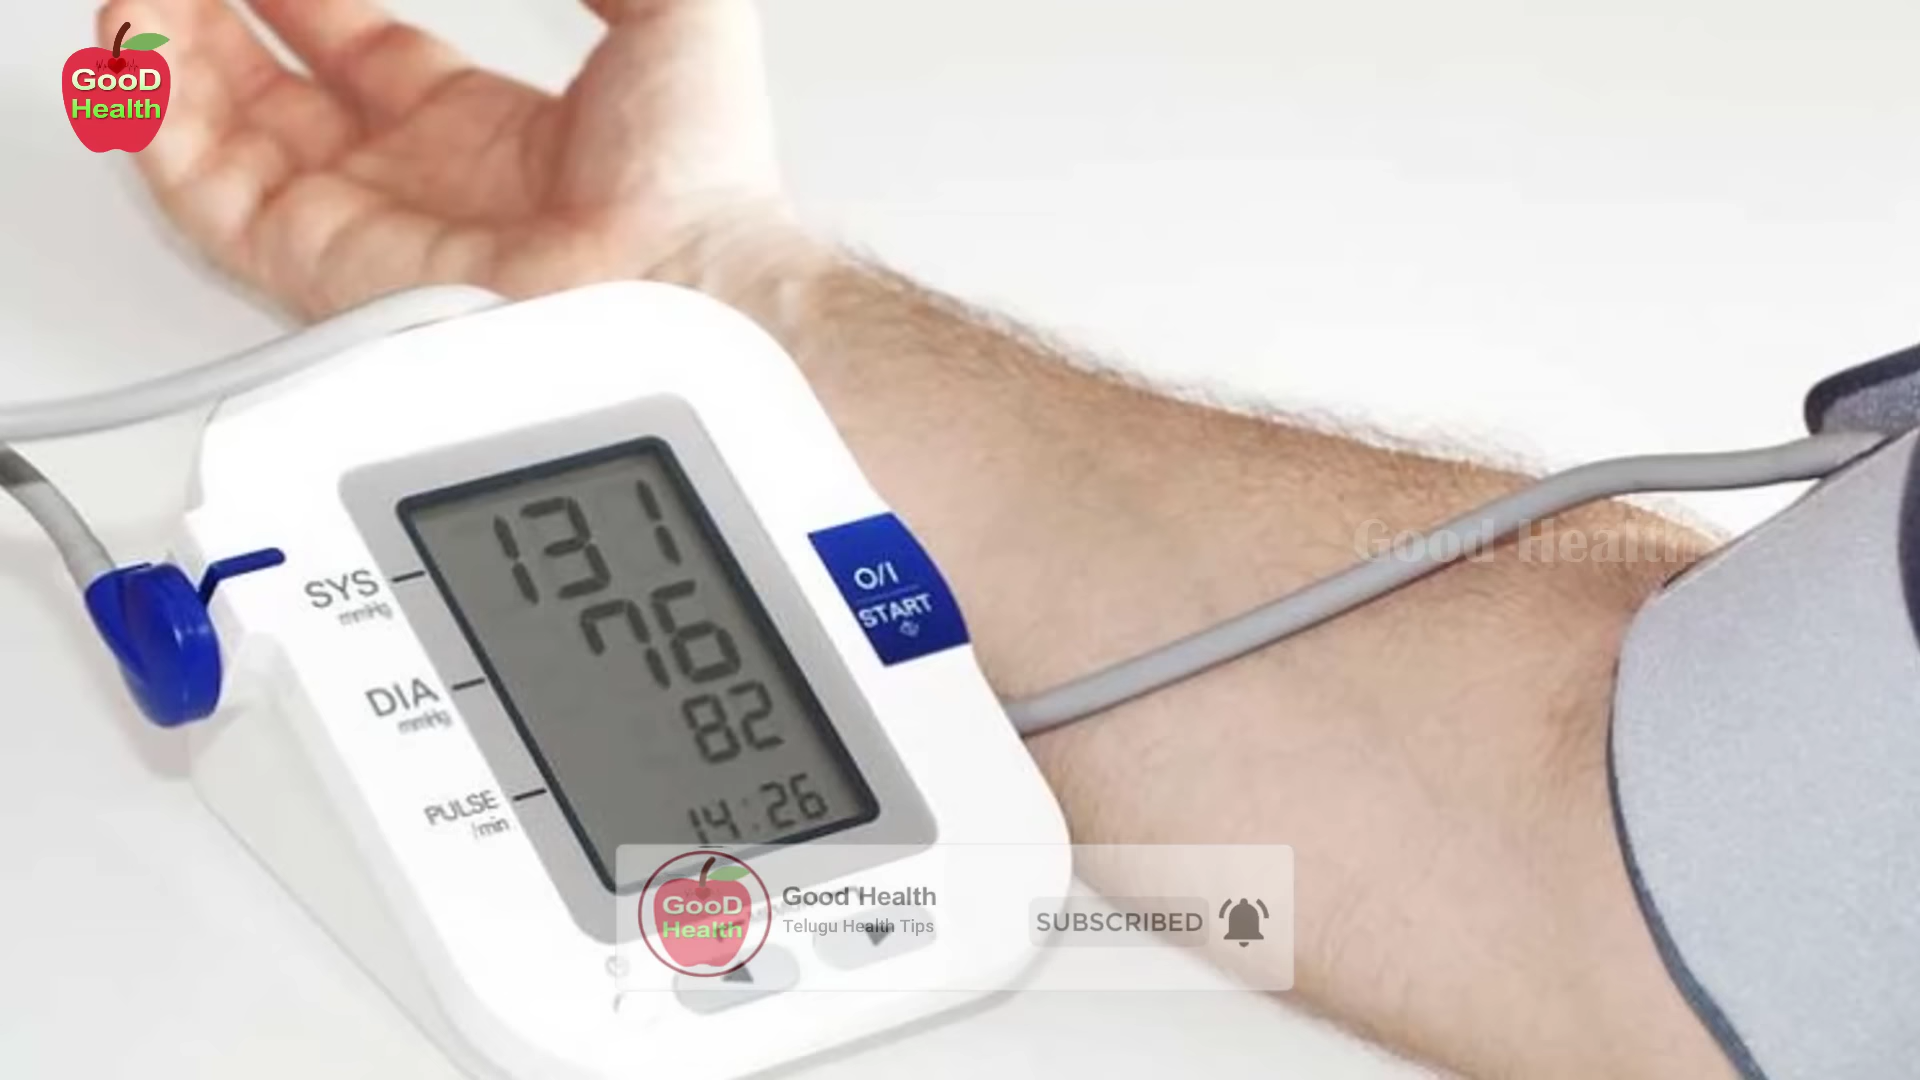 GooD
Health
131
SYS
mmHg
76
DIA
mmHg
82
PULSE
/min
14:26
O/I
START
Good Health
GooD
Health
Good Health
Telugu Health Tips
SUBSCRIBED